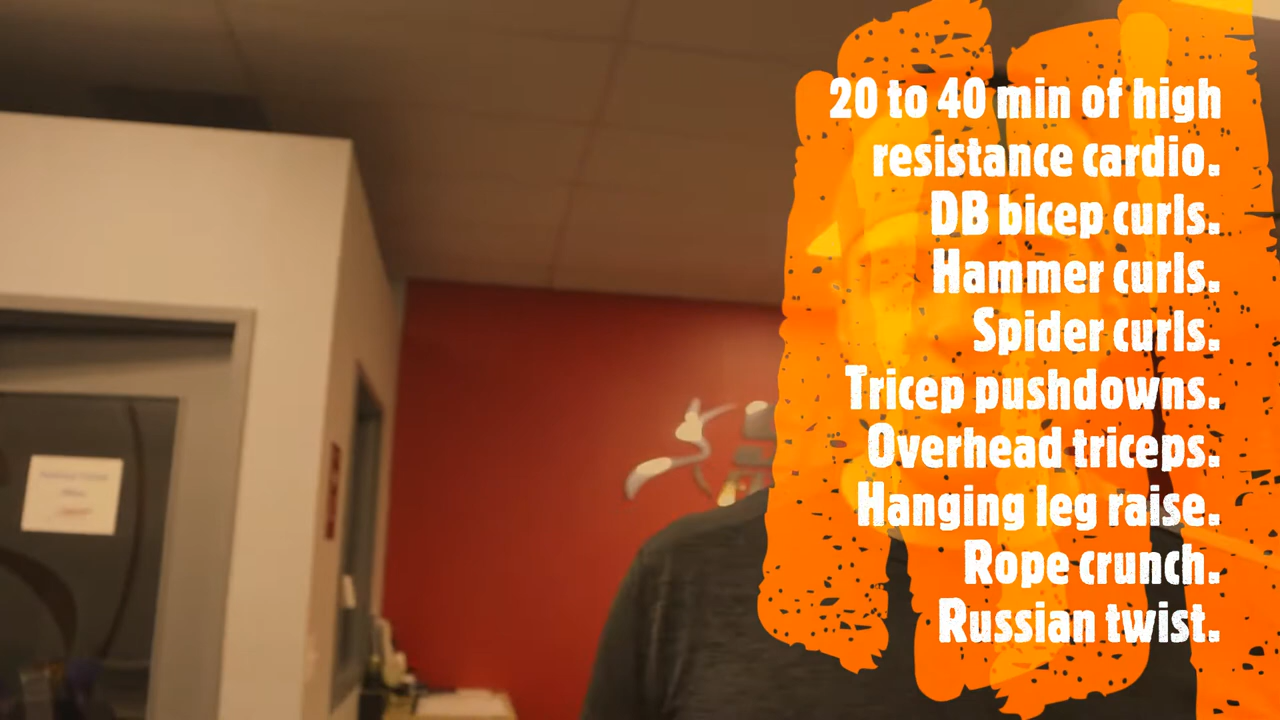 20 to 40 min of high
resistance cardio.
DB bicep curls.
Hammer curls.
Spider curls.
Tricep pushdowns.
Overhead triceps.
Hanging leg raise.
Rope crunch.
Russian twist.